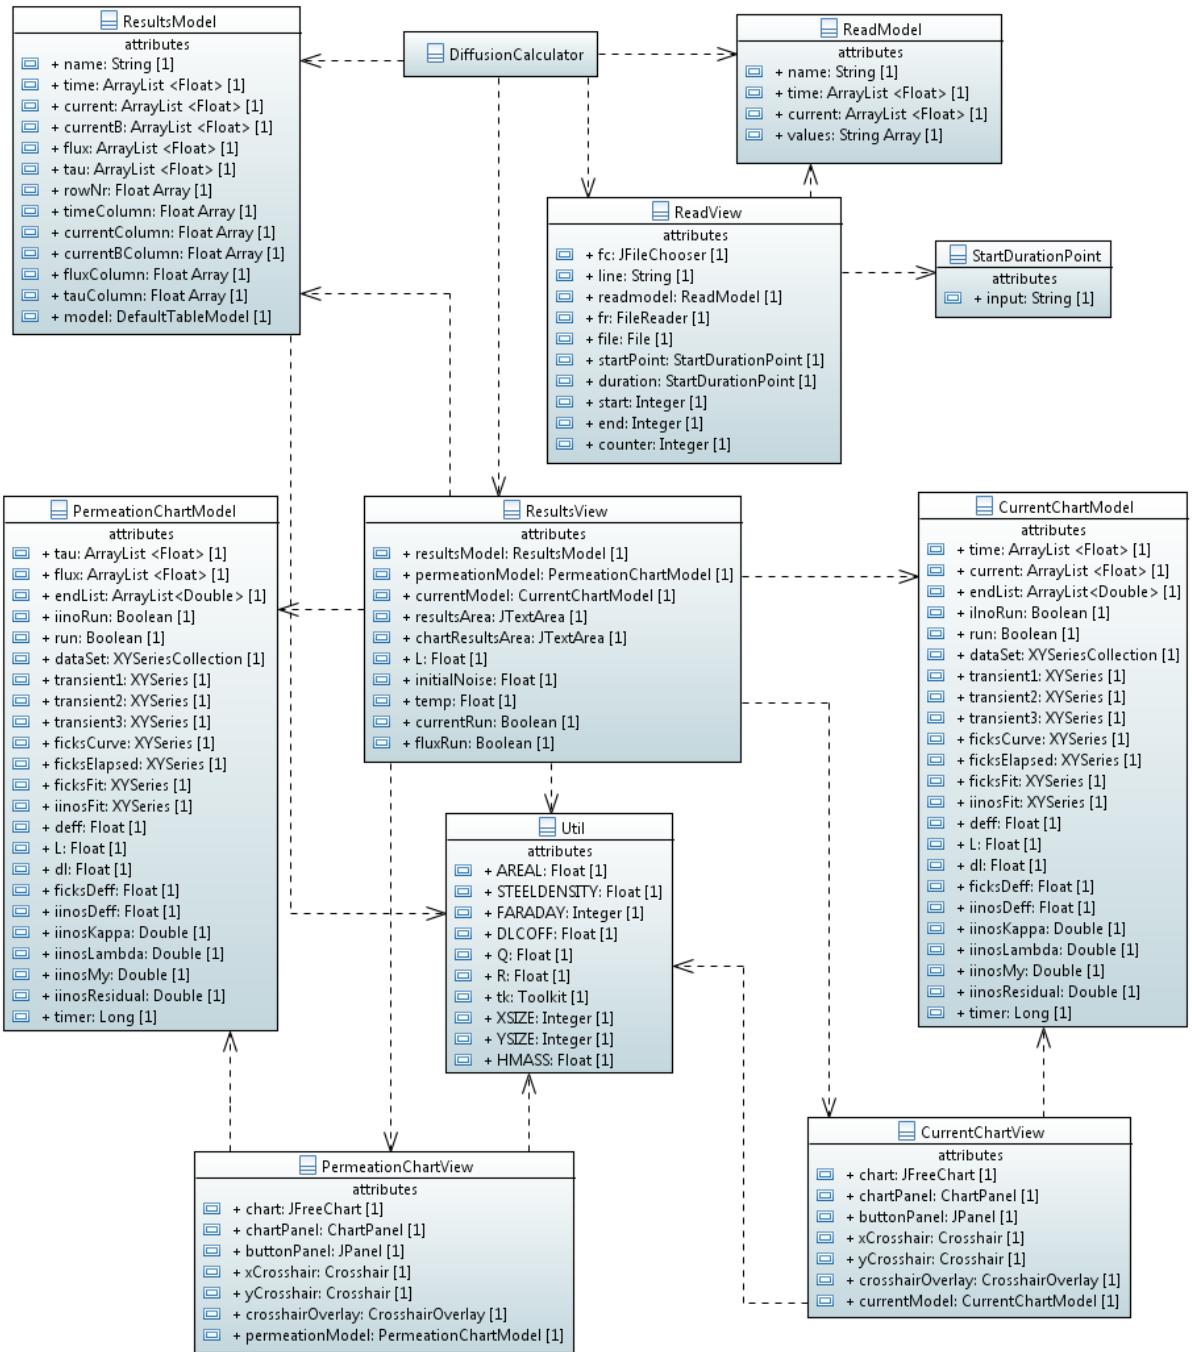 ResultsModel
attributes
+ name: String [1]
+ time: ArrayList <Float> [1]
+ current: ArrayList <Float> [1]
+ currentB: ArrayList <Float> [1]
+ flux: ArrayList <Float> [1]
+ tau: ArrayList <Float> [1]
+ rowNr: Float Array [1]
+ timeColumn: Float Array [1]
+ currentColumn: Float Array [1]
+ currentBColumn: Float Array [1]
+ fluxColumn: Float Array [1]
+ tauColumn: Float Array [1]
+ model: DefaultTableModel [1]
DiffusionCalculator
ReadModel
attributes
+ name: String [1]
+ time: ArrayList <Float> [1]
+ current: ArrayList <Float> [1]
+ values: String Array [1]
ReadView
attributes
+ fc: JFileChooser [1]
+ line: String [1]
+ readmodel: ReadModel [1]
+ fr: FileReader [1]
+ file: File [1]
+ startPoint: StartDurationPoint [1]
+ duration: StartDurationPoint [1]
+ start: Integer [1]
+ end: Integer [1]
+ counter: Integer [1]
StartDurationPoint
attributes
+ input: String [1]
PermeationChartModel
attributes
+ tau: ArrayList <Float> [1]
+ flux: ArrayList <Float> [1]
+ endList: ArrayList<Double> [1]
+ iinoRun: Boolean [1]
+ run: Boolean [1]
+ dataSet: XYSeriesCollection [1]
+ transient1: XYSeries [1]
+ transient2: XYSeries [1]
+ transient3: XYSeries [1]
+ ficksCurve: XYSeries [1]
+ ficksElapsed: XYSeries [1]
+ ficksFit: XYSeries [1]
+ iinosFit: XYSeries [1]
+ deff: Float [1]
+ L: Float [1]
+ dl: Float [1]
+ ficksDeff: Float [1]
+ iinosDeff: Float [1]
+ iinosKappa: Double [1]
+ iinosLambda: Double [1]
+ iinosMy: Double [1]
+ iinosResidual: Double [1]
+ timer: Long [1]
ResultsView
attributes
+ resultsModel: ResultsModel [1]
+ permeationModel: PermeationChartModel [1]
+ currentModel: CurrentChartModel [1]
+ resultsArea: JTextArea [1]
+ chartResultsArea: JTextArea [1]
+ L: Float [1]
+ initialNoise: Float [1]
+ temp: Float [1]
+ currentRun: Boolean [1]
+ fluxRun: Boolean [1]
CurrentChartModel
attributes
+ time: ArrayList <Float> [1]
+ current: ArrayList <Float> [1]
+ endList: ArrayList<Double> [1]
+ iInoRun: Boolean [1]
+ run: Boolean [1]
+ dataSet: XYSeriesCollection [1]
+ transient1: XYSeries [1]
+ transient2: XYSeries [1]
+ transient3: XYSeries [1]
+ ficksCurve: XYSeries [1]
+ ficksElapsed: XYSeries [1]
+ ficksFit: XYSeries [1]
+ iinosFit: XYSeries [1]
+ deff: Float [1]
+ L: Float [1]
+ dl: Float [1]
+ ficksDeff: Float [1]
+ iinosDeff: Float [1]
+ iinosKappa: Double [1]
+ iinosLambda: Double [1]
+ iinosMy: Double [1]
+ iinosResidual: Double [1]
+ timer: Long [1]
Util
attributes
+ AREAL: Float [1]
+ STEELDENSITY: Float [1]
+ FARADAY: Integer [1]
+ DLCOFF: Float [1]
+ Q: Float [1]
+ R: Float [1]
+ tk: Toolkit [1]
+ XSIZE: Integer [1]
+ YSIZE: Integer [1]
+ HMASS: Float [1]
PermeationChartView
attributes
+ chart: JFreeChart [1]
+ chartPanel: ChartPanel [1]
+ buttonPanel: JPanel [1]
+ xCrosshair: Crosshair [1]
+ yCrosshair: Crosshair [1]
+ crosshairOverlay: CrosshairOverlay [1]
+ permeationModel: PermeationChartModel [1]
CurrentChartView
attributes
+ chart: JFreeChart [1]
+ chartPanel: ChartPanel [1]
+ buttonPanel: JPanel [1]
+ xCrosshair: Crosshair [1]
+ yCrosshair: Crosshair [1]
+ crosshairOverlay: CrosshairOverlay [1]
+ currentModel: CurrentChartModel [1]